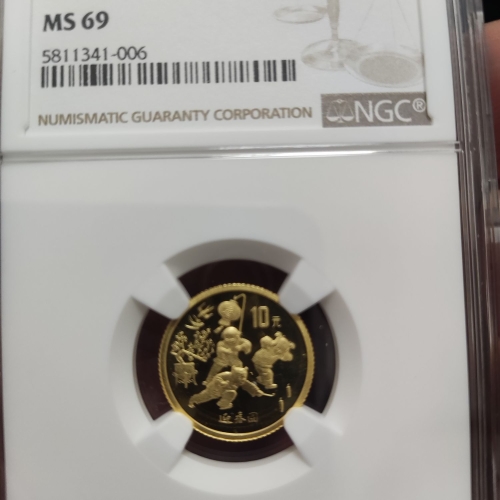 MS 69
5811341-006
NUMISMATIC GUARANTY CORPORATION
NGC®
10元
迎春图